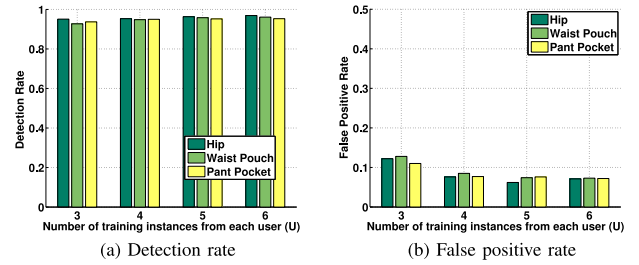 1
0.8
0.6
0.4
0.2
0
Detection Rate
Hip
Waist Pouch
Pant Pocket
3 4 5 6
Number of training instances from each user (U)
(a) Detection rate
0.5
0.4
0.3
0.2
0.1
0
False Positive Rate
Hip
Waist Pouch
Pant Pocket
3 4 5 6
Number of training instances from each user (U)
(b) False positive rate